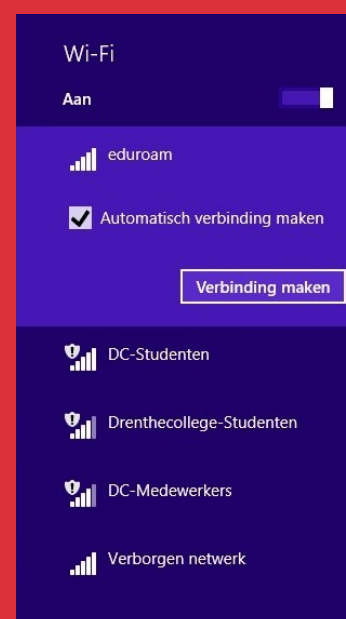 Wi-Fi
Aan
eduroam
Automatisch verbinding maken
Verbinding maken
DC-Studenten
Drenthecollege-Studenten
DC-Medewerkers
Verborgen netwerk